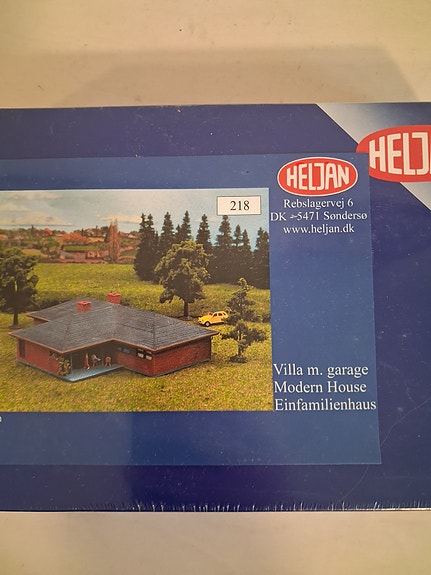 HELJAN
HELJAN
Rebslagervej 6
DK - 5471 Søndersø
www.heljan.dk
218
Villa m. garage
Modern House
Einfamilienhaus